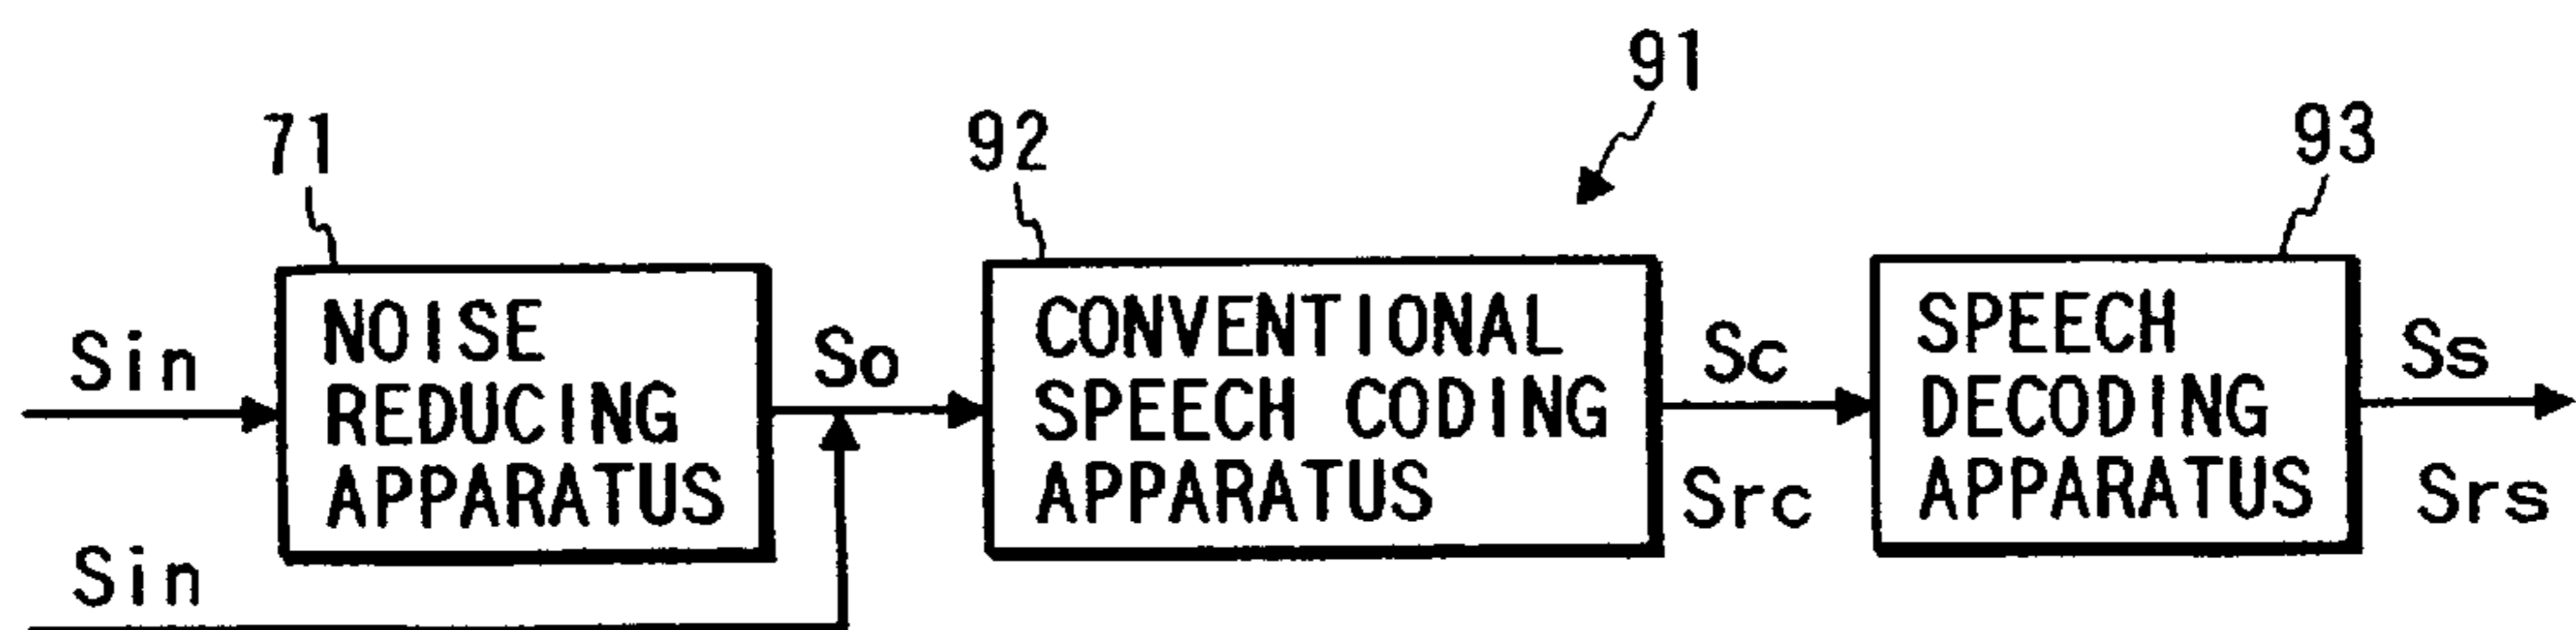 91
71
92
93
Sin
NOISE
REDUCING
APPARATUS
So
CONVENTIONAL
SPEECH CODING
APPARATUS
Sc
Src
SPEECH
DECODING
APPARATUS
Ss
Srs
Sin